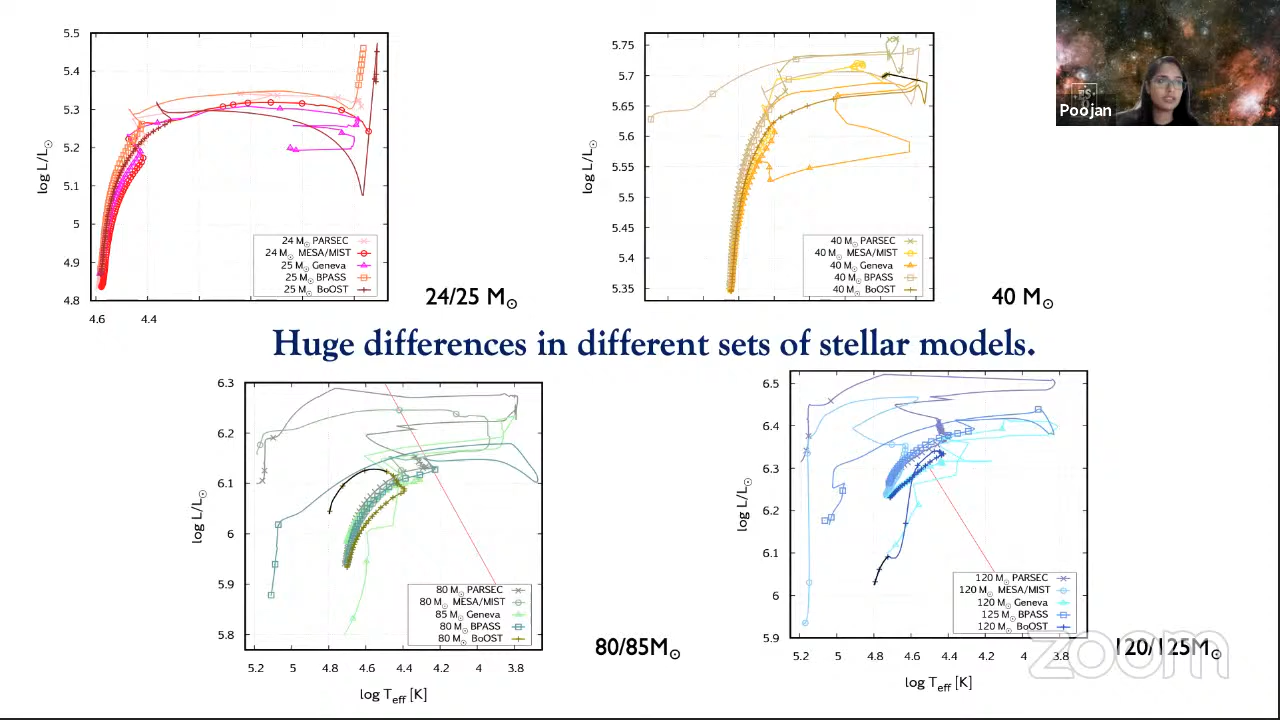 5.5
5.4
5.3
5.2
5.1
5
4.9
4.8
log L/L☉
4.6 4.4
24 M☉ PARSEC
24 M☉ MESA/MIST
25 M☉ Geneva
25 M☉ BPASS
25 M☉ BoOST
24/25 M☉
5.75
5.7
5.65
5.6
5.55
5.5
5.45
5.4
5.35
log L/L☉
40 M☉ PARSEC
40 M☉ MESA/MIST
40 M☉ Geneva
40 M☉ BPASS
40 M☉ BoOST
40 M☉
Poojan
Huge differences in different sets of stellar models.
6.3
6.2
6.1
6
5.9
5.8
log L/L☉
80 M☉ PARSEC
80 M☉ MESA/MIST
85 M☉ Geneva
80 M☉ BPASS
80 M☉ BoOST
5.2 5 4.8 4.6 4.4 4.2 4 3.8
log Teff [K]
80/85M☉
6.5
6.4
6.3
6.2
6.1
6
5.9
log L/L☉
120 M☉ PARSEC
120 M☉ MESA/MIST
120 M☉ Geneva
125 M☉ BPASS
120 M☉ BoOST
5.2 5 4.8 4.6 4.4 4.2 4 3.8
log Teff [K]
120/125M☉
zoom